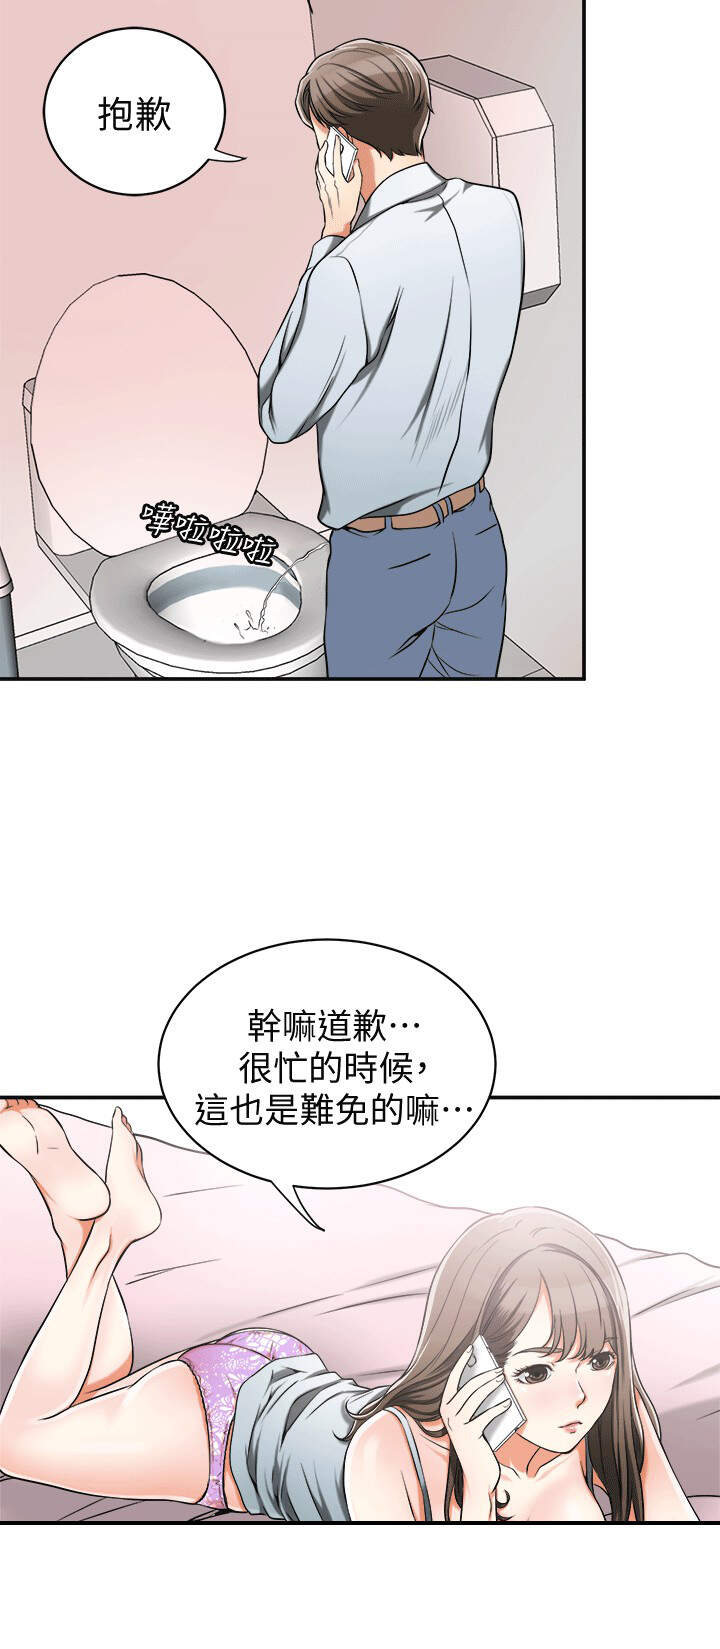 抱歉
嘩啦啦啦
幹嘛道歉…
很忙的時候，
這也是難免的嘛…